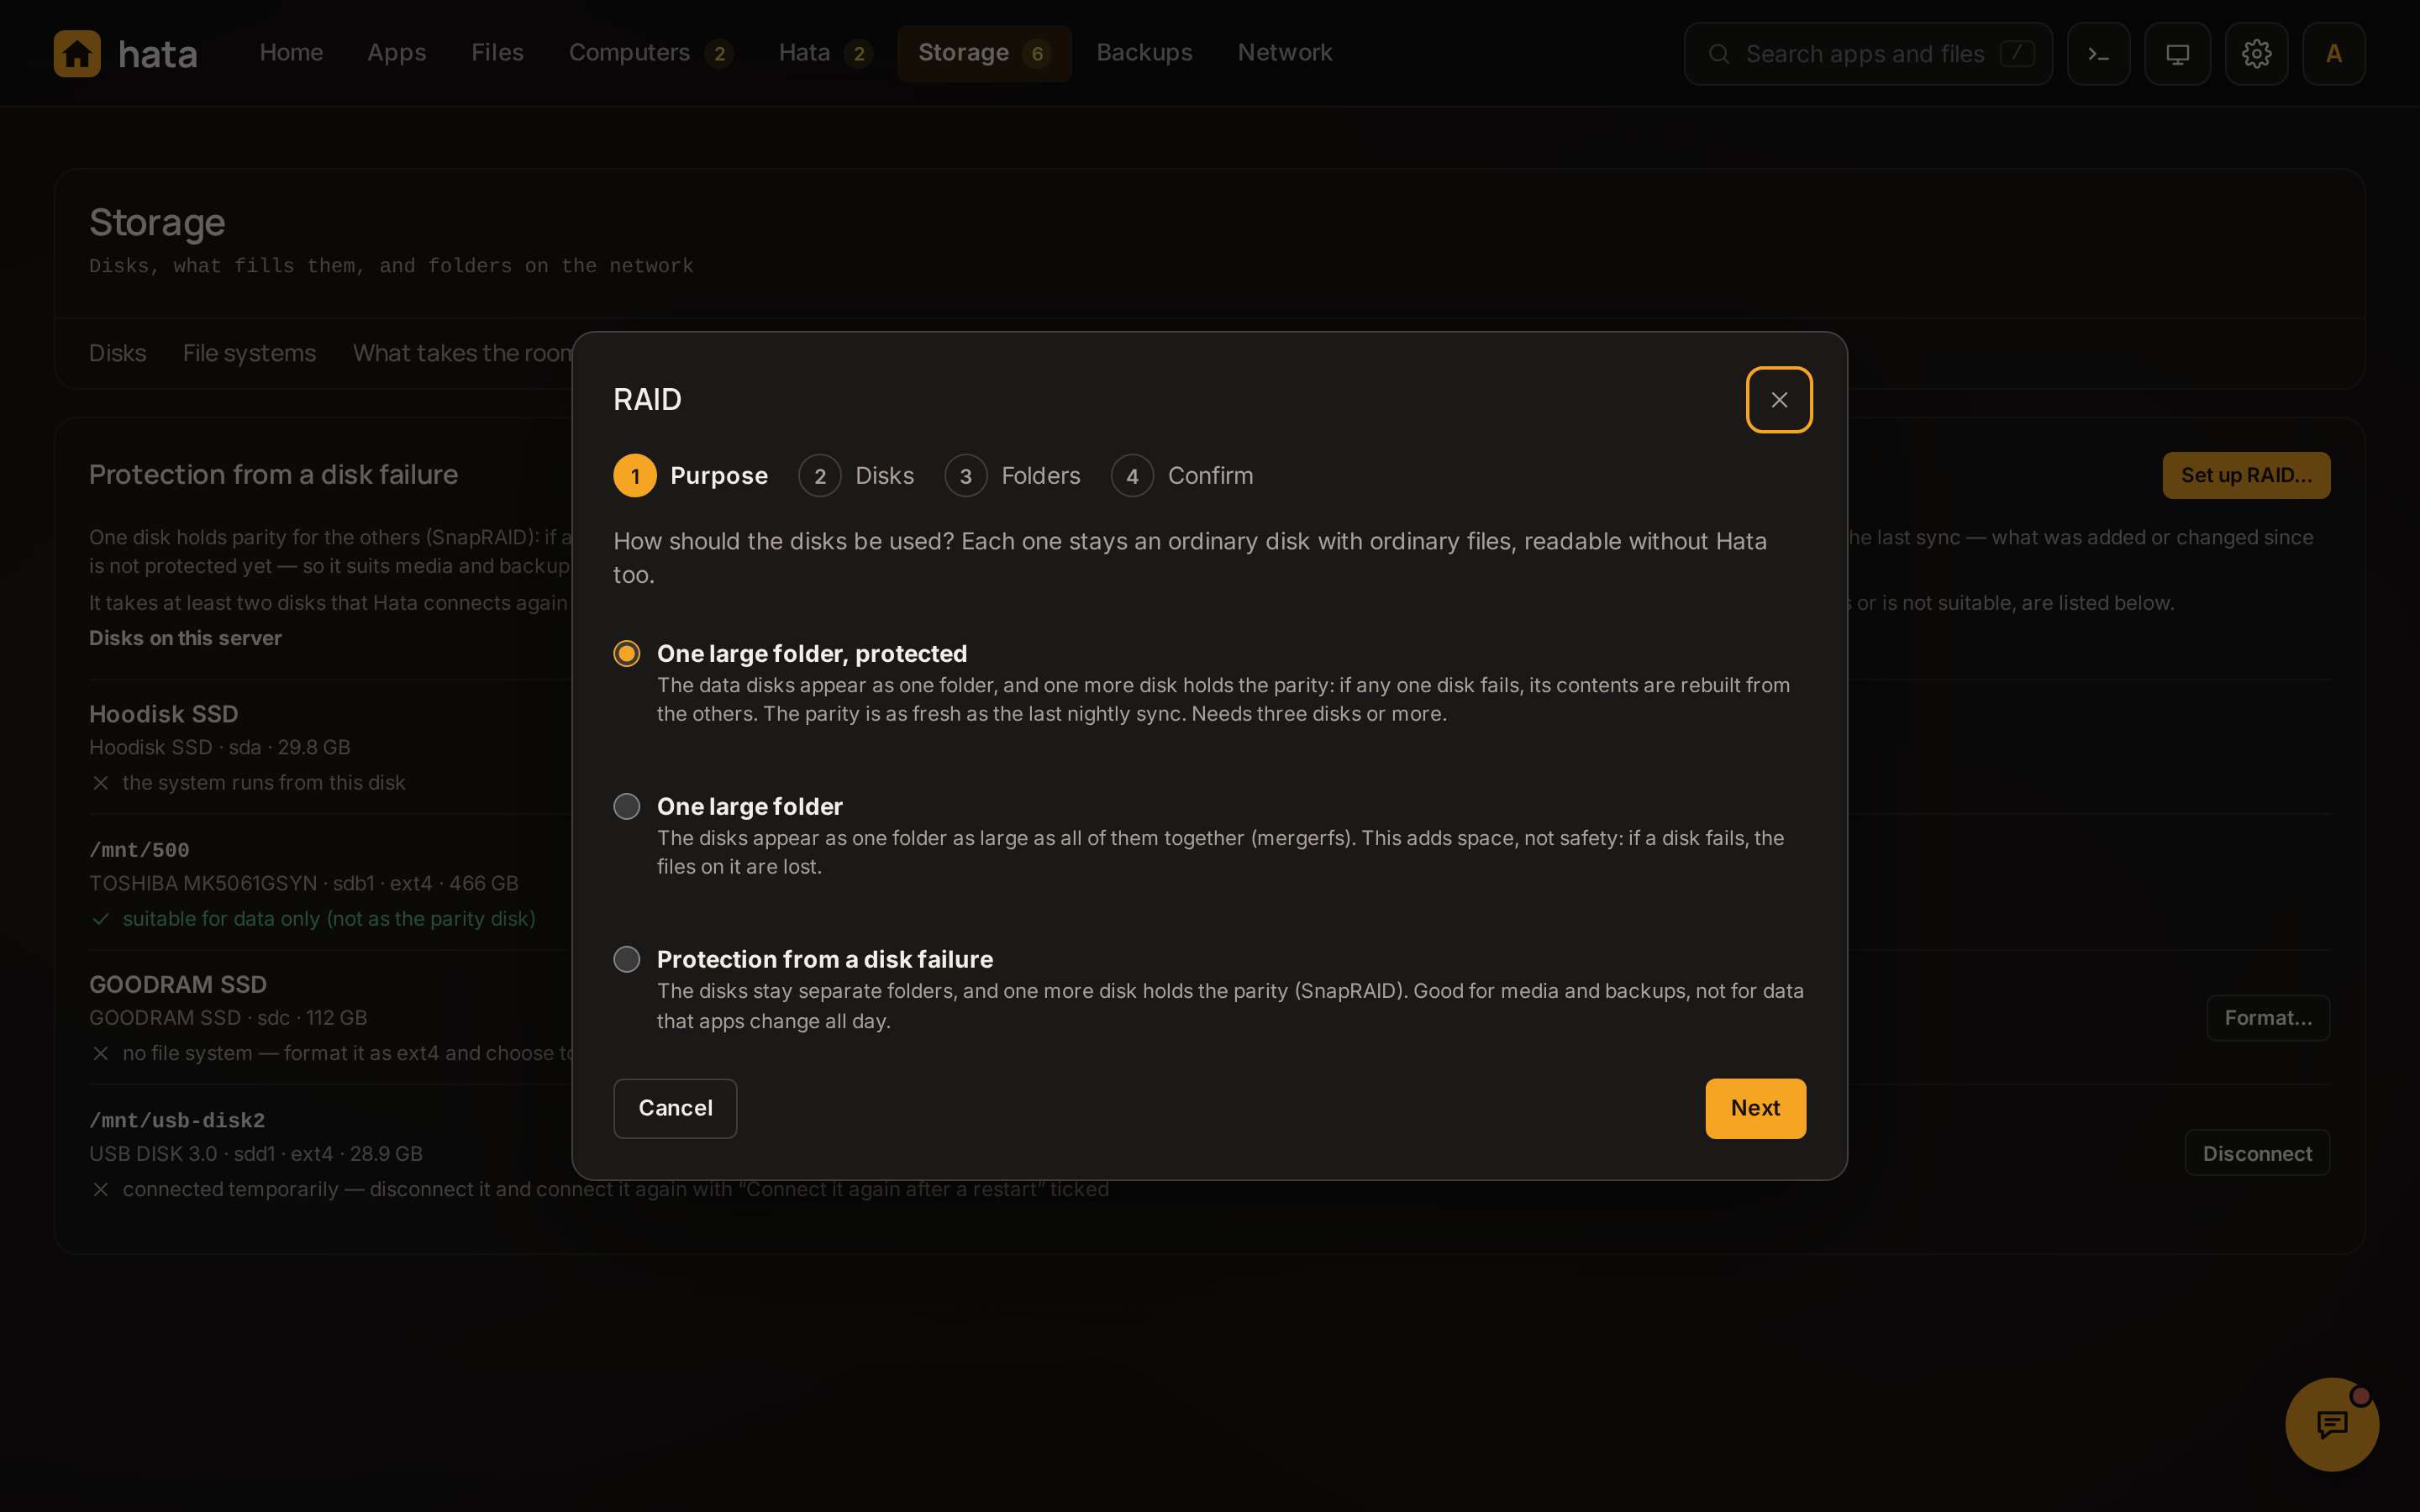 hata
Home
Apps
Files
Computers 2
Hata 2
Storage 6
Backups
Network
Search apps and files /
A
Storage
Disks, what fills them, and folders on the network
Disks
File systems
What takes the room
Protection from a disk failure
Set up RAID...
One disk holds parity for the others (SnapRAID): if a
he last sync — what was added or changed since
is not protected yet — so it suits media and backup
It takes at least two disks that Hata connects again
s or is not suitable, are listed below.
Disks on this server
Hoodisk SSD
Hoodisk SSD · sda · 29.8 GB
the system runs from this disk
/mnt/500
TOSHIBA MK5061GSYN · sdb1 · ext4 · 466 GB
suitable for data only (not as the parity disk)
GOODRAM SSD
GOODRAM SSD · sdc · 112 GB
no file system — format it as ext4 and choose to
Format...
/mnt/usb-disk2
USB DISK 3.0 · sdd1 · ext4 · 28.9 GB
connected temporarily — disconnect it and connect it again with “Connect it again after a restart” ticked
Disconnect
RAID
1 Purpose
2 Disks
3 Folders
4 Confirm
How should the disks be used? Each one stays an ordinary disk with ordinary files, readable without Hata
too.
One large folder, protected
The data disks appear as one folder, and one more disk holds the parity: if any one disk fails, its contents are rebuilt from
the others. The parity is as fresh as the last nightly sync. Needs three disks or more.
One large folder
The disks appear as one folder as large as all of them together (mergerfs). This adds space, not safety: if a disk fails, the
files on it are lost.
Protection from a disk failure
The disks stay separate folders, and one more disk holds the parity (SnapRAID). Good for media and backups, not for data
that apps change all day.
Cancel
Next